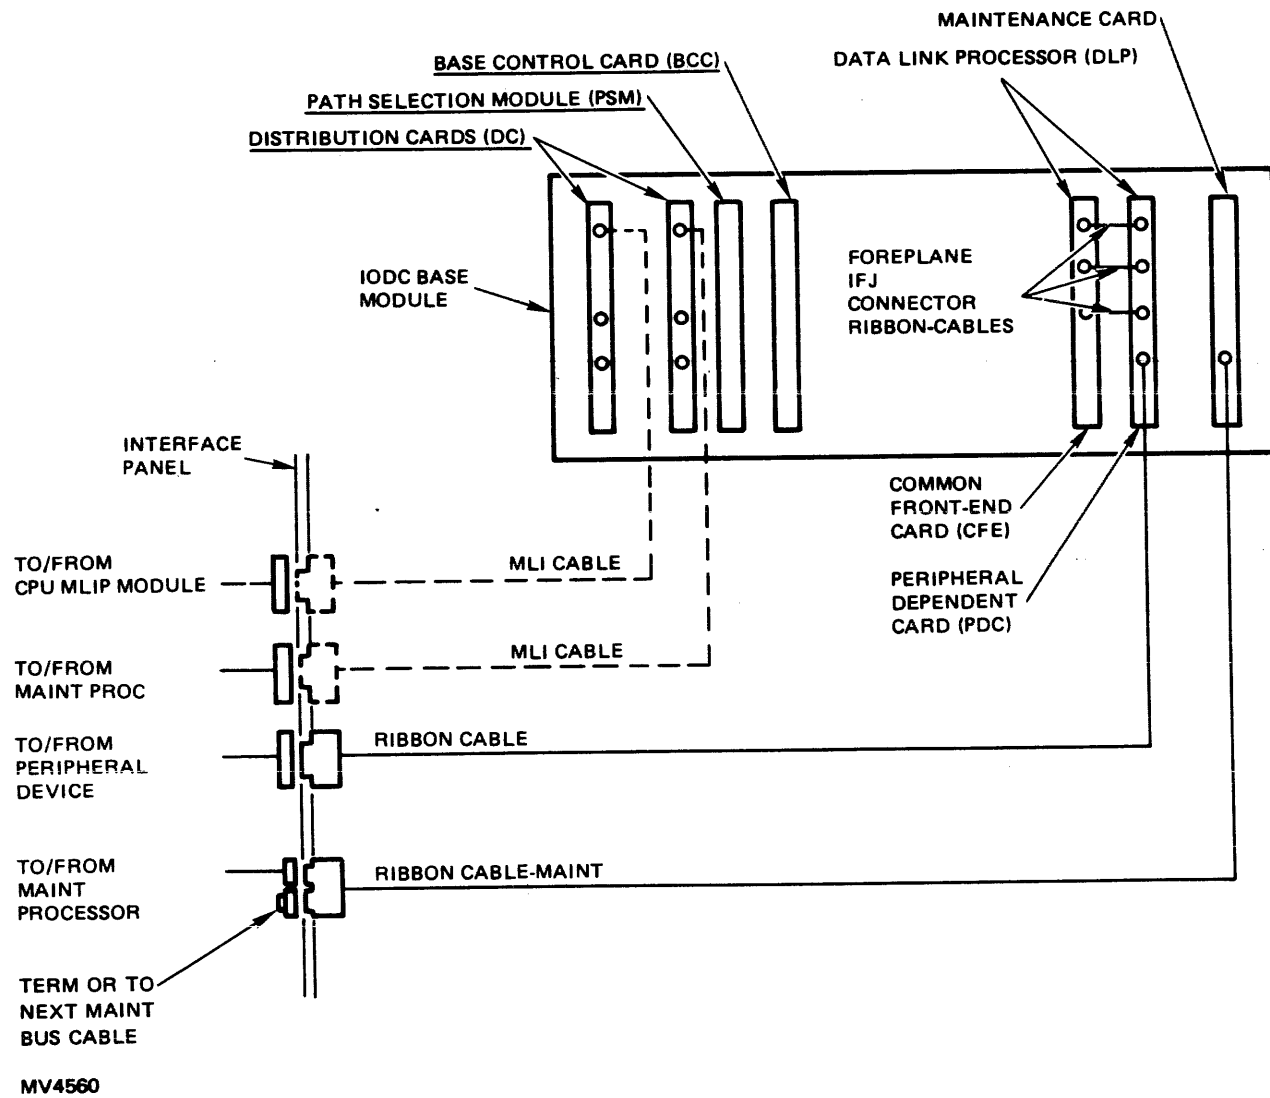 MAINTENANCE CARD
DATA LINK PROCESSOR (DLP)
BASE CONTROL CARD (BCC)
PATH SELECTION MODULE (PSM)
DISTRIBUTION CARDS (DC)
IODC BASE
MODULE
FOREPLANE
IFJ
CONNECTOR
RIBBON-CABLES
INTERFACE
PANEL
COMMON
FRONT-END
CARD (CFE)
PERIPHERAL
DEPENDENT
CARD (PDC)
TO/FROM
CPU MLIP MODULE
MLI CABLE
TO/FROM
MAINT PROC
MLI CABLE
TO/FROM
PERIPHERAL
DEVICE
RIBBON CABLE
TO/FROM
MAINT
PROCESSOR
RIBBON CABLE-MAINT
TERM OR TO
NEXT MAINT
BUS CABLE
MV4560